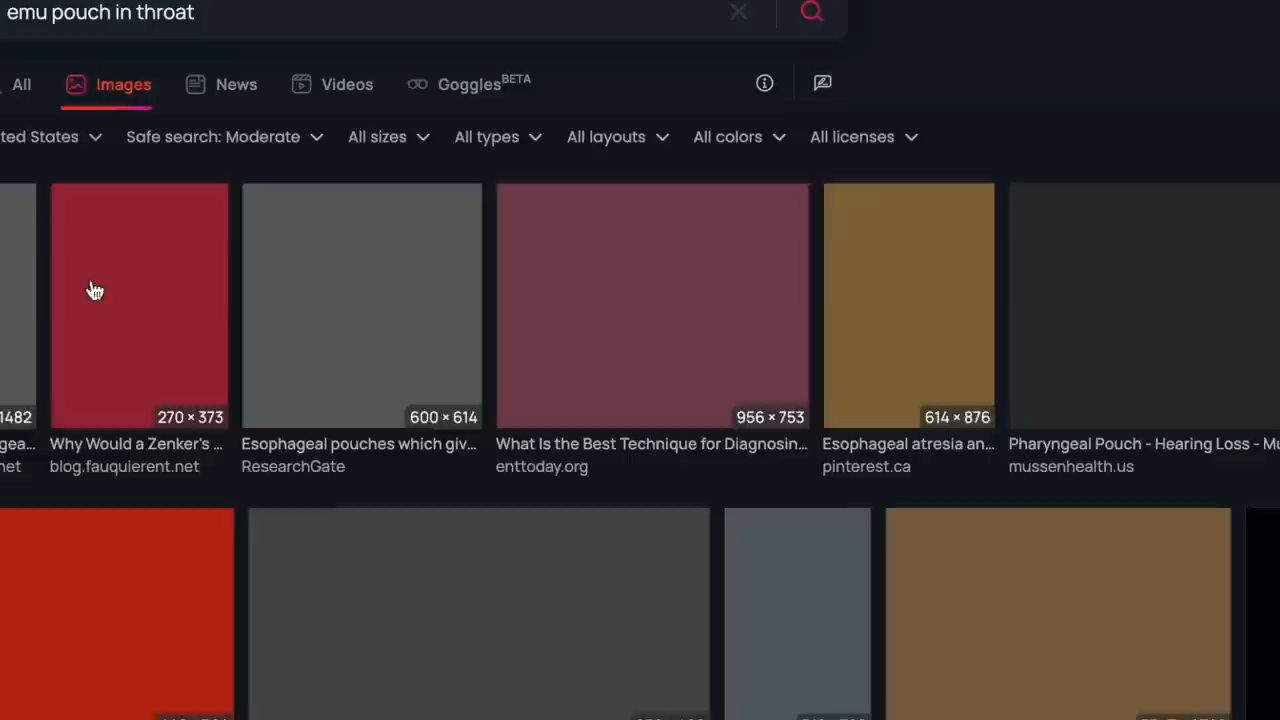 emu pouch in throat
All Images News Videos Goggles BETA
ted States Safe search: Moderate All sizes All types All layouts All colors All licenses
1482 270 × 373 600 × 614 956 × 753 614 × 876
gea... Why Would a Zenker's ... Esophageal pouches which giv... What Is the Best Technique for Diagnosin... Esophageal atresia an... Pharyngeal Pouch - Hearing Loss - Mu
net blog.fauquierent.net ResearchGate enttoday.org pinterest.ca mussenhealth.us